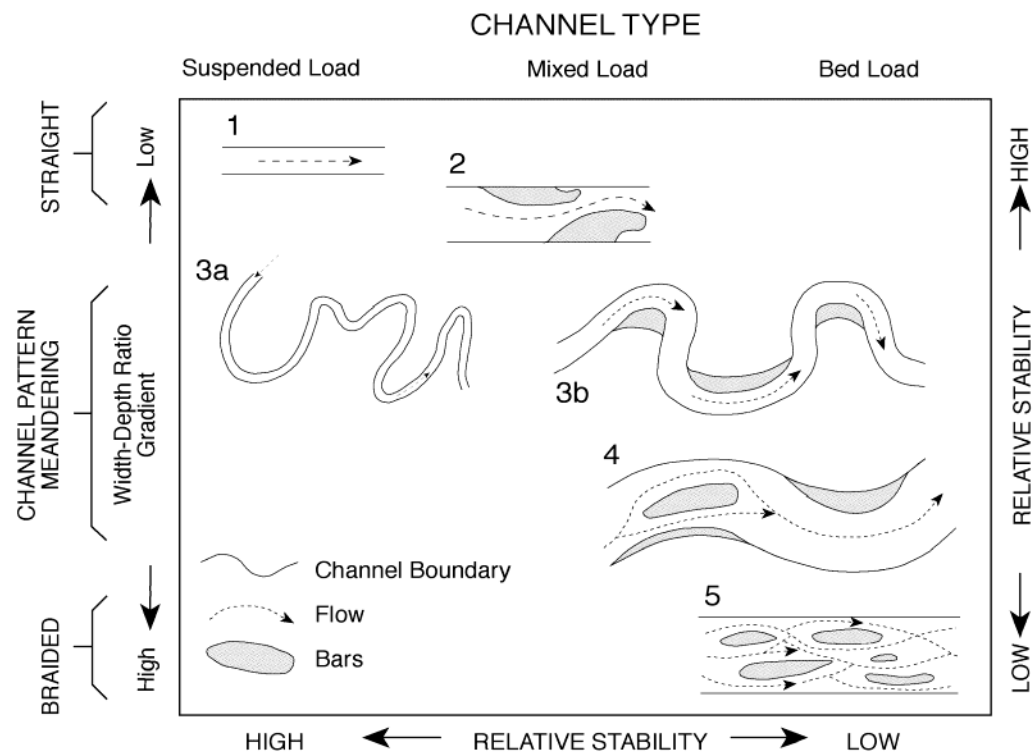 CHANNEL TYPE
Suspended Load
Mixed Load
Bed Load
STRAIGHT
Low
1
2
HIGH
3a
3b
CHANNEL PATTERN
MEANDERING
Width-Depth Ratio
Gradient
RELATIVE STABILITY
4
Channel Boundary
Flow
Bars
5
BRAIDED
High
LOW
HIGH
RELATIVE STABILITY
LOW